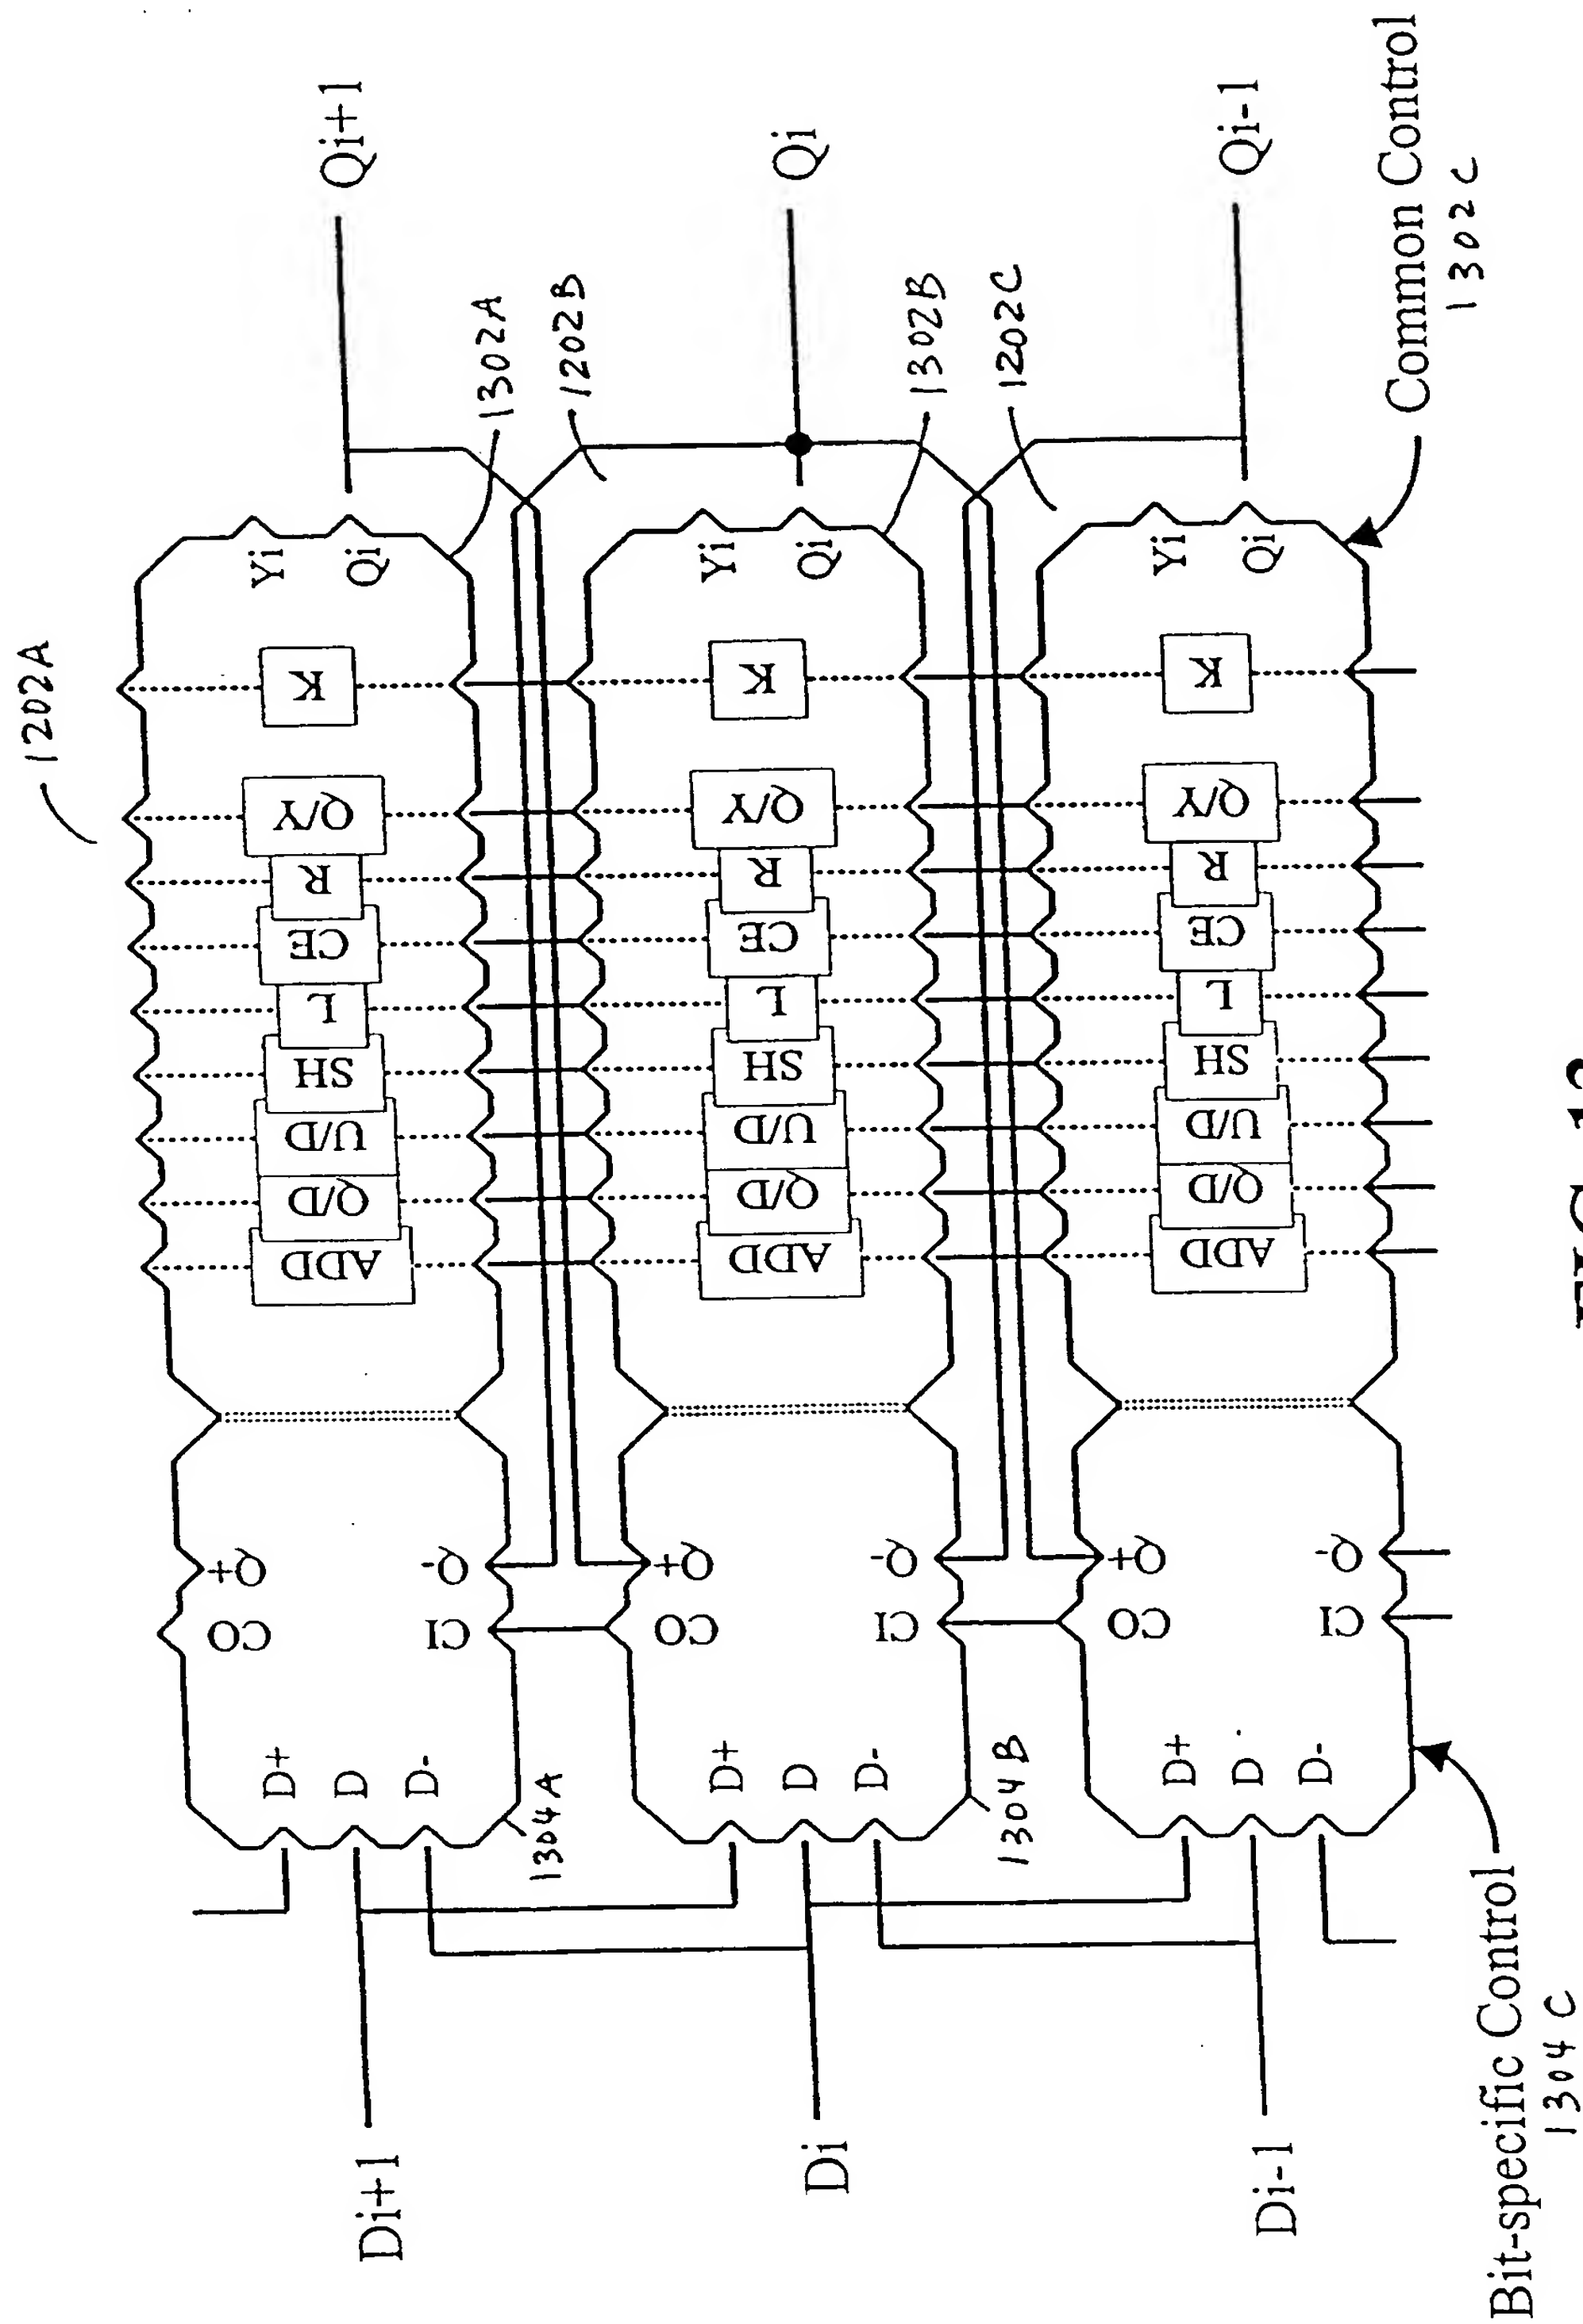 1202A
Qi+1
Yi
Qi
K
Q/Y
R
CE
L
SH
U/D
Q/D
ADD
Q+
CO
Q-
CI
D+
D
D-
Di+1
1302A
1304A
1202B
Qi
Yi
Qi
K
Q/Y
R
CE
L
SH
U/D
Q/D
ADD
Q+
CO
Q-
CI
D+
D
D-
Di
1302B
1304B
1202C
Qi-1
Yi
Qi
K
Q/Y
R
CE
L
SH
U/D
Q/D
ADD
Q+
CO
Q-
CI
D+
D
D-
Di-1
Common Control
1302C
Bit-specific Control
1304C